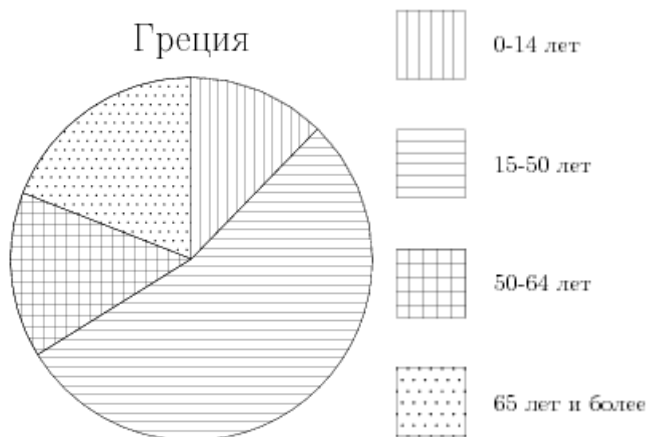 Греция
0-14 лет
15-50 лет
50-64 лет
65 лет и более